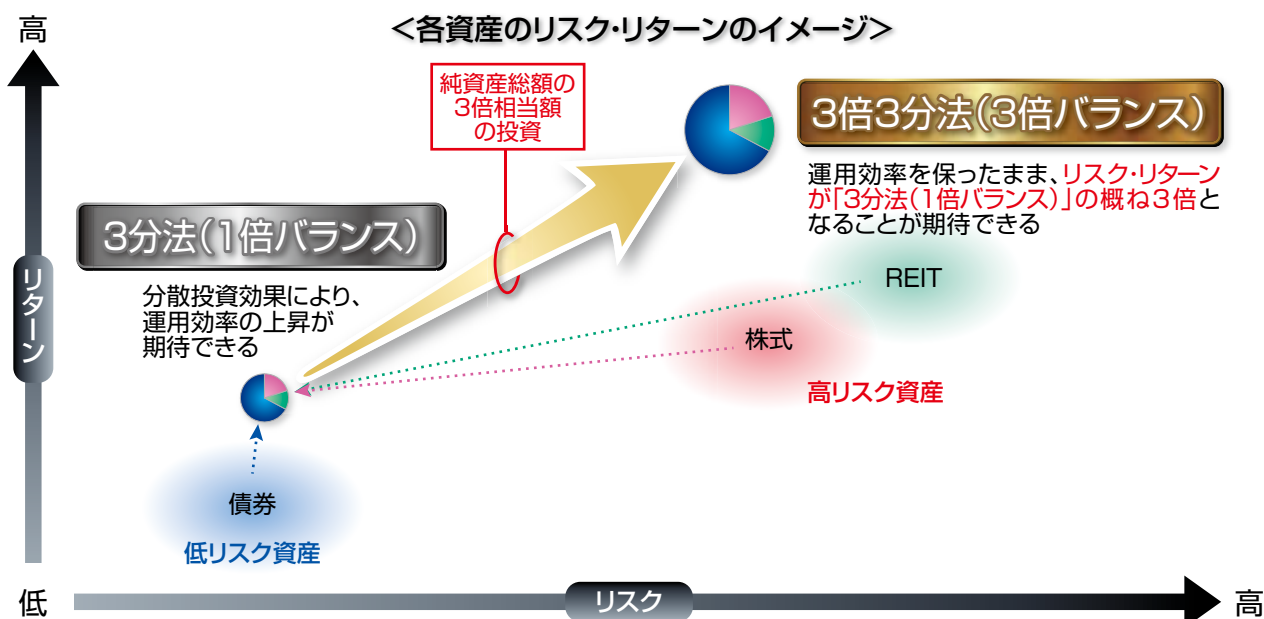 <各資産のリスク・リターンのイメージ>
高
純資産総額の
3倍相当額
の投資
3倍3分法(3倍バランス)
運用効率を保ったまま、リスク・リターン
が「3分法(1倍バランス)」の概ね3倍と
なることが期待できる
3分法(1倍バランス)
分散投資効果により、
運用効率の上昇が
期待できる
リターン
REIT
株式
高リスク資産
債券
低リスク資産
低
リスク
高